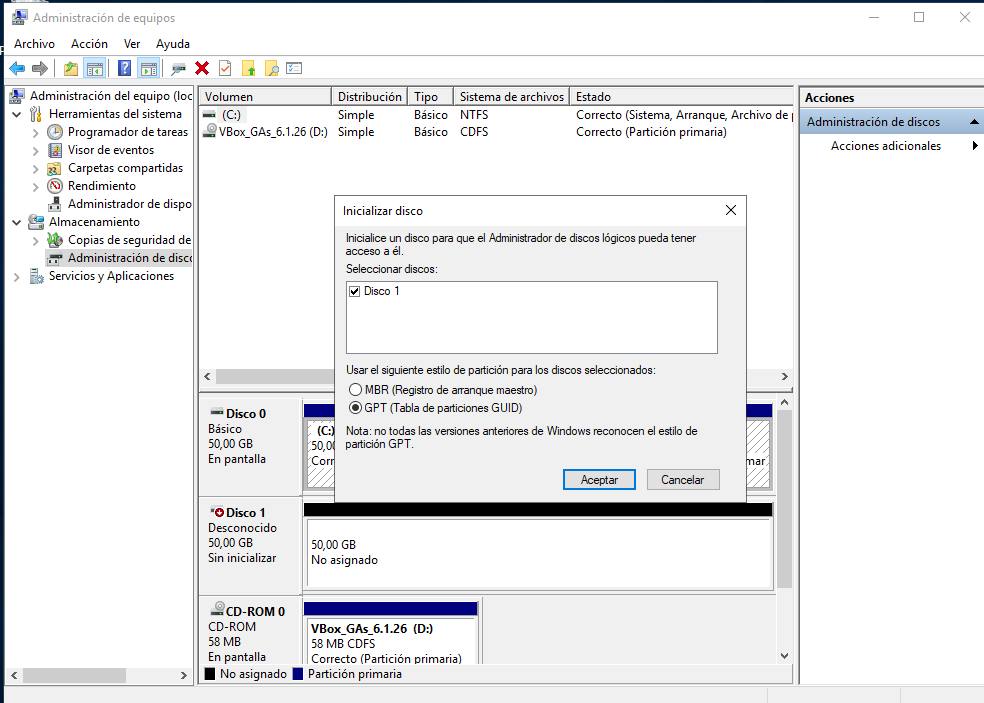 Administración de equipos
Archivo Acción Ver Ayuda
Administración del equipo (loc
Herramientas del sistema
Programador de tareas
Visor de eventos
Carpetas compartidas
Rendimiento
Administrador de dispo
Almacenamiento
Copias de seguridad de
Administración de disco
Servicios y Aplicaciones
Volumen Distribución Tipo Sistema de archivos Estado
(C:) Simple Básico NTFS Correcto (Sistema, Arranque, Archivo de p
VBox_GAs_6.1.26 (D:) Simple Básico CDFS Correcto (Partición primaria)
Acciones
Administración de discos
Acciones adicionales
Inicializar disco
Inicialice un disco para que el Administrador de discos lógicos pueda tener
acceso a él.
Seleccionar discos:
Disco 1
Usar el siguiente estilo de partición para los discos seleccionados:
MBR (Registro de arranque maestro)
GPT (Tabla de particiones GUID)
Nota: no todas las versiones anteriores de Windows reconocen el estilo de
partición GPT.
Aceptar Cancelar
Disco 0
Básico
50,00 GB
En pantalla
(C:)
50,00
Corr
mar
Disco 1
Desconocido
50,00 GB
Sin inicializar
50,00 GB
No asignado
CD-ROM 0
CD-ROM
58 MB
En pantalla
VBox_GAs_6.1.26 (D:)
58 MB CDFS
Correcto (Partición primaria)
No asignado Partición primaria